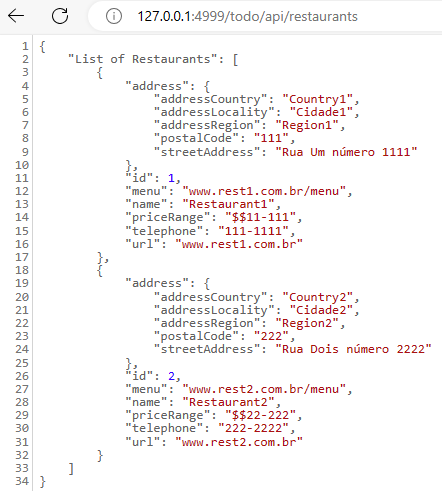 127.0.0.1:4999/todo/api/restaurants
1 {
2     "List of Restaurants": [
3         {
4             "address": {
5                 "addressCountry": "Country1",
6                 "addressLocality": "Cidade1",
7                 "addressRegion": "Region1",
8                 "postalCode": "111",
9                 "streetAddress": "Rua Um número 1111"
10             },
11             "id": 1,
12             "menu": "www.rest1.com.br/menu",
13             "name": "Restaurant1",
14             "priceRange": "$$11-111",
15             "telephone": "111-1111",
16             "url": "www.rest1.com.br"
17         },
18         {
19             "address": {
20                 "addressCountry": "Country2",
21                 "addressLocality": "Cidade2",
22                 "addressRegion": "Region2",
23                 "postalCode": "222",
24                 "streetAddress": "Rua Dois número 2222"
25             },
26             "id": 2,
27             "menu": "www.rest2.com.br/menu",
28             "name": "Restaurant2",
29             "priceRange": "$$22-222",
30             "telephone": "222-2222",
31             "url": "www.rest2.com.br"
32         }
33     ]
34 }